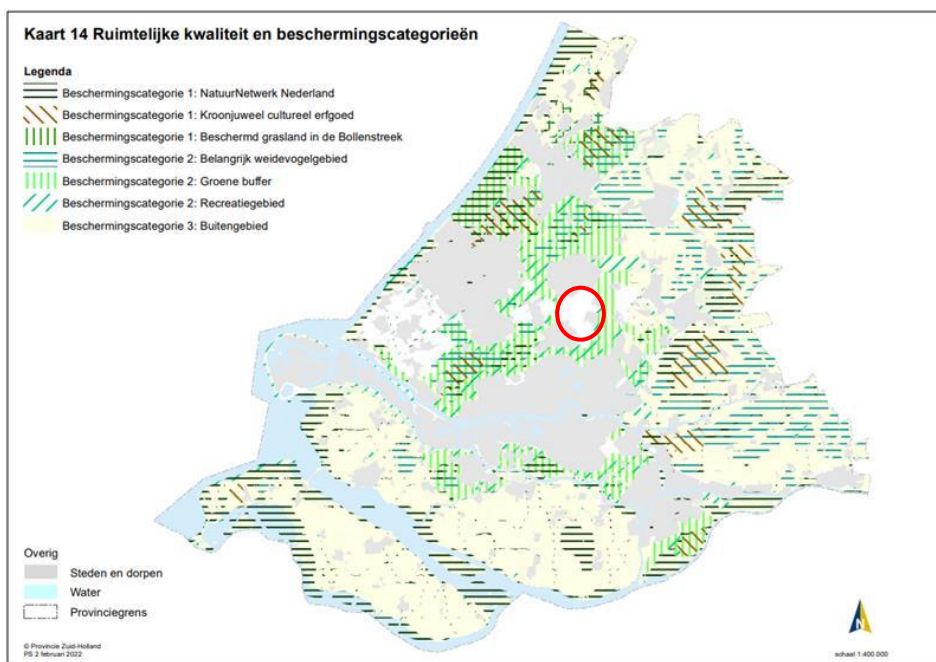 Kaart 14 Ruimtelijke kwaliteit en beschermingscategorieën
Legenda
Beschermingscategorie 1: NatuurNetwerk Nederland
Beschermingscategorie 1: Kroonjuweel cultureel erfgoed
Beschermingscategorie 1: Beschermd grasland in de Bollenstreek
Beschermingscategorie 2: Belangrijk weidevogelgebied
Beschermingscategorie 2: Groene buffer
Beschermingscategorie 2: Recreatiegebied
Beschermingscategorie 3: Buitengebied
Overig
Steden en dorpen
Water
Provinciegrens
© Provincie Zuid-Holland
PS 2 februari 2022
N
schaal 1:400.000